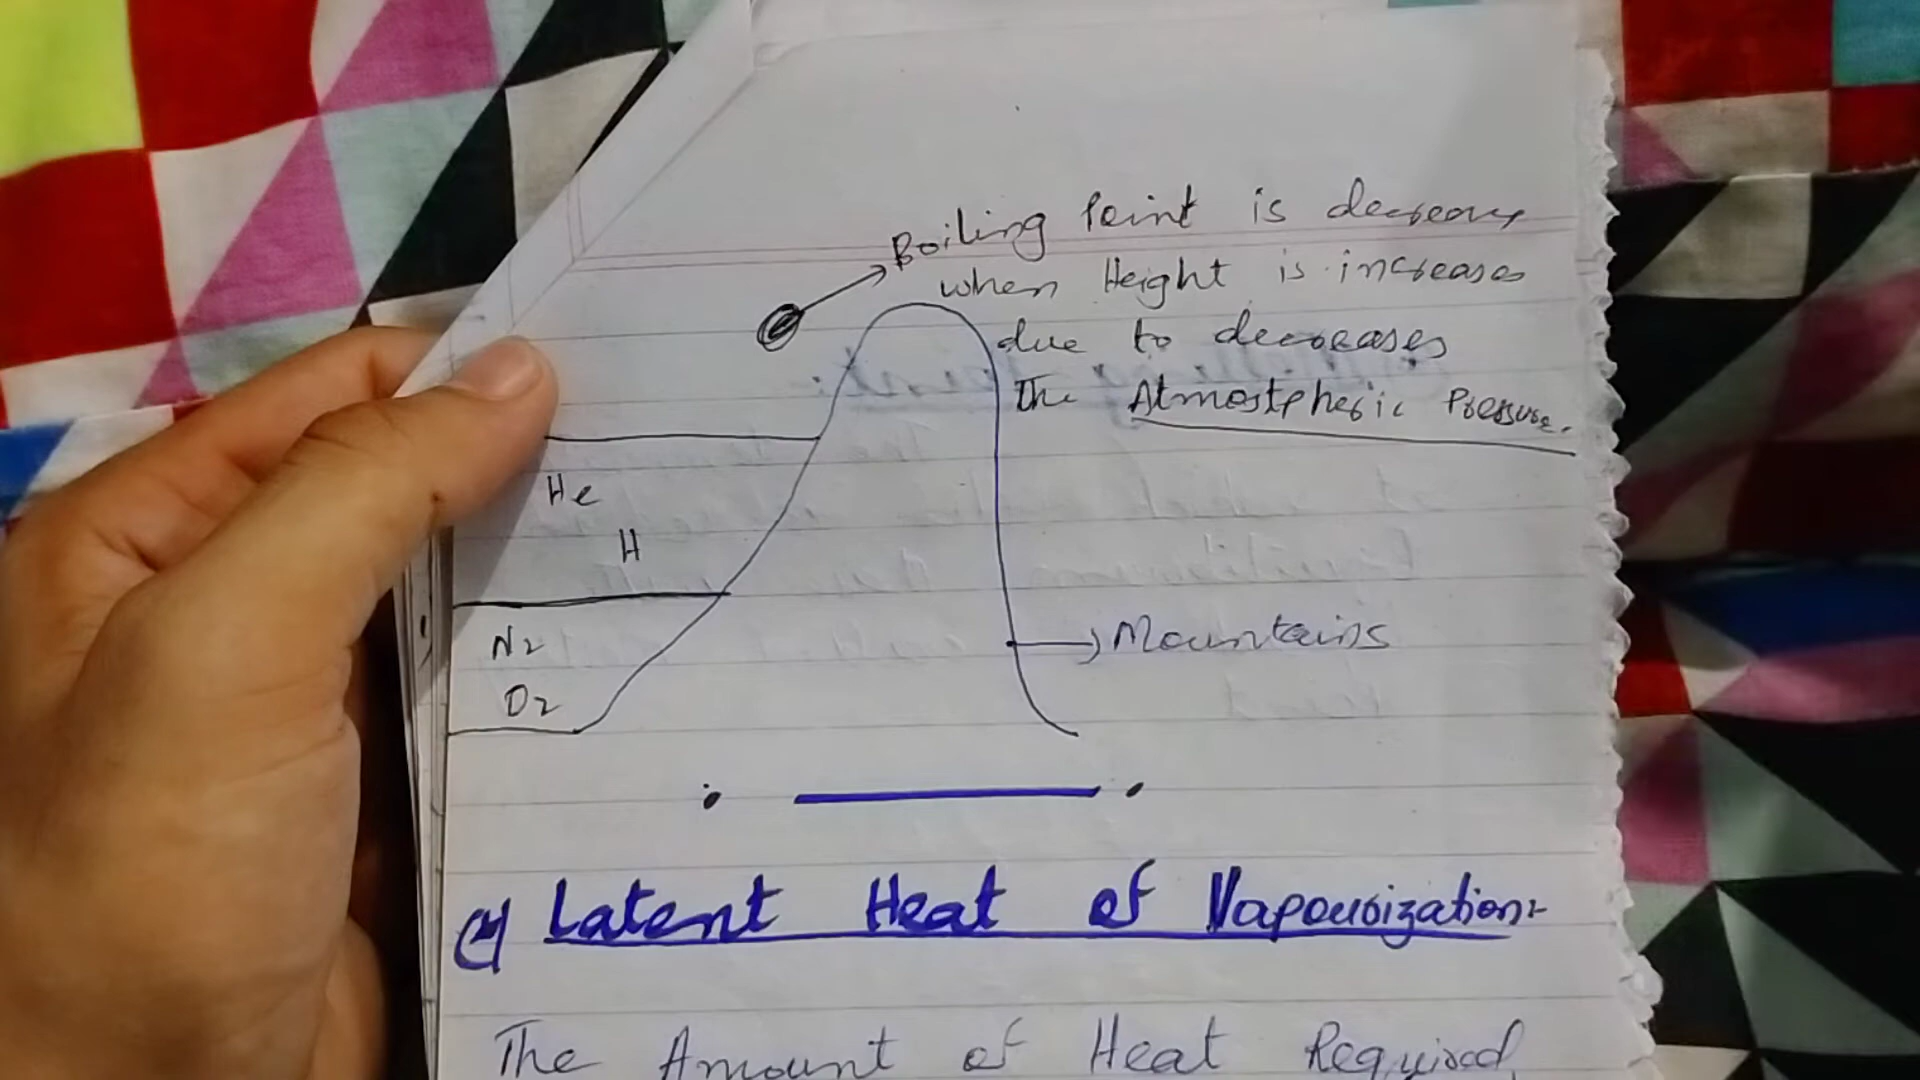 Boiling Point is decreases
when Height is increases
due to decreases
The Atmostpheric Pressure.
He
H
N2
O2
Mountains
Latent Heat of Vapourization:-
The Amount of Heat Required